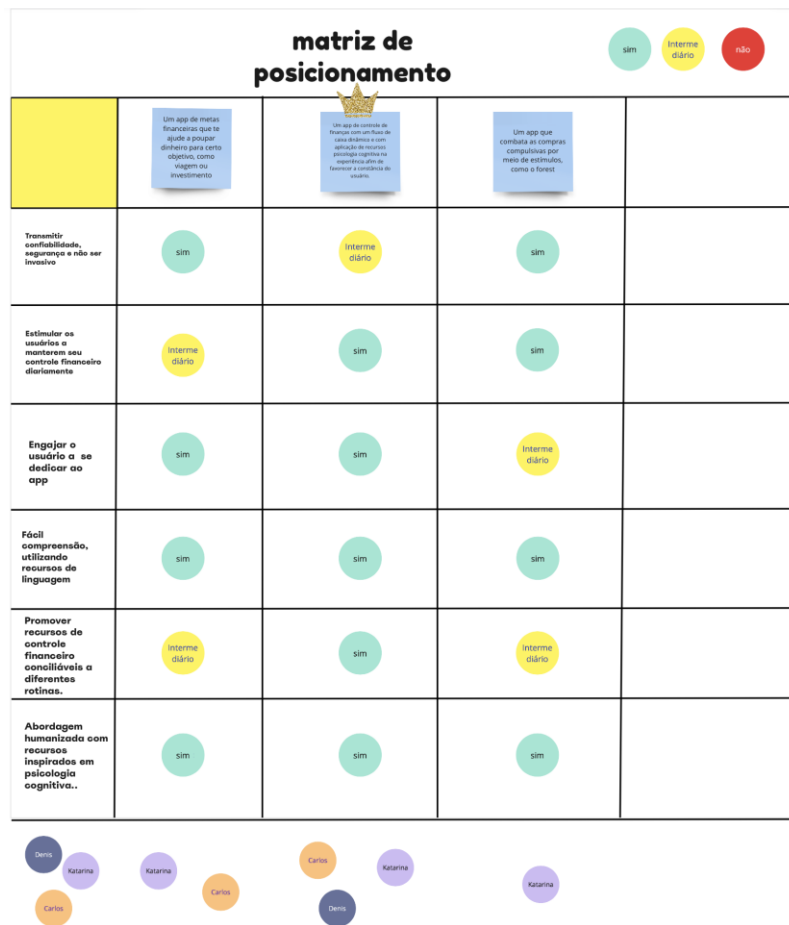 matriz de
posicionamento
sim
Interme
diário
não
Um app de metas
financeiras que te
ajude a poupar
dinheiro para certo
objetivo, como
viagem ou
investimento
Um app de controle de
finanças com um fluxo de
caixa dinâmico e com
aplicação de recursos
psicologia cognitiva na
experiência afim de
favorecer a constância do
usuário
Um app que
combata as compras
compulsivas por
meio de estímulos,
como o forest
Transmitir
confiabilidade,
segurança e não ser
invasivo
sim
Interme
diário
sim
Estimular os
usuários a
manterem seu
controle financeiro
diariamente
Interme
diário
sim
sim
Engajar o
usuário a se
dedicar ao
app
sim
sim
Interme
diário
Fácil
compreensão,
utilizando
recursos de
linguagem
sim
sim
sim
Promover
recursos de
controle
financeiro
conciliáveis a
diferentes
rotinas.
Interme
diário
sim
Interme
diário
Abordagem
humanizada com
recursos
inspirados em
psicologia
cognitiva..
sim
sim
sim
Denis
Katarina
Carlos
Katarina
Carlos
Carlos
Katarina
Denis
Katarina